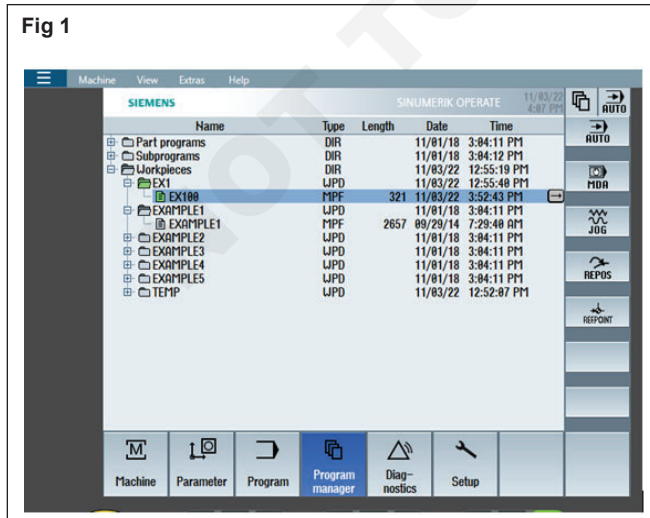 Fig 1
Machine View Extras Help
SIEMENS SINUMERIK OPERATE 11/03/22 4:07 PM AUTO
Name Type Length Date Time
Part programs DIR 11/01/18 3:04:11 PM
Subprograms DIR 11/01/18 3:04:12 PM
Workpieces DIR 11/03/22 12:55:19 PM
EX1 WPD 11/03/22 12:55:40 PM
EX100 MPF 321 11/03/22 3:52:43 PM
EXAMPLE1 WPD 11/01/18 3:04:11 PM
EXAMPLE1 MPF 2657 09/29/14 7:29:40 AM
EXAMPLE2 WPD 11/01/18 3:04:11 PM
EXAMPLE3 WPD 11/01/18 3:04:11 PM
EXAMPLE4 WPD 11/01/18 3:04:11 PM
EXAMPLE5 WPD 11/01/18 3:04:11 PM
TEMP WPD 11/03/22 12:52:07 PM
AUTO
MDA
JOG
REPOS
REFPOINT
M
Machine Parameter Program Program manager Diag-nostics Setup
NOT TO